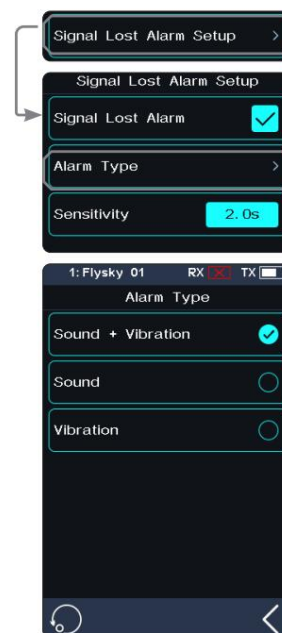 Signal Lost Alarm Setup >
Signal Lost Alarm Setup
Signal Lost Alarm
Alarm Type >
Sensitivity 2.0s
1:Flysky 01 RX TX
Alarm Type
Sound + Vibration
Sound
Vibration